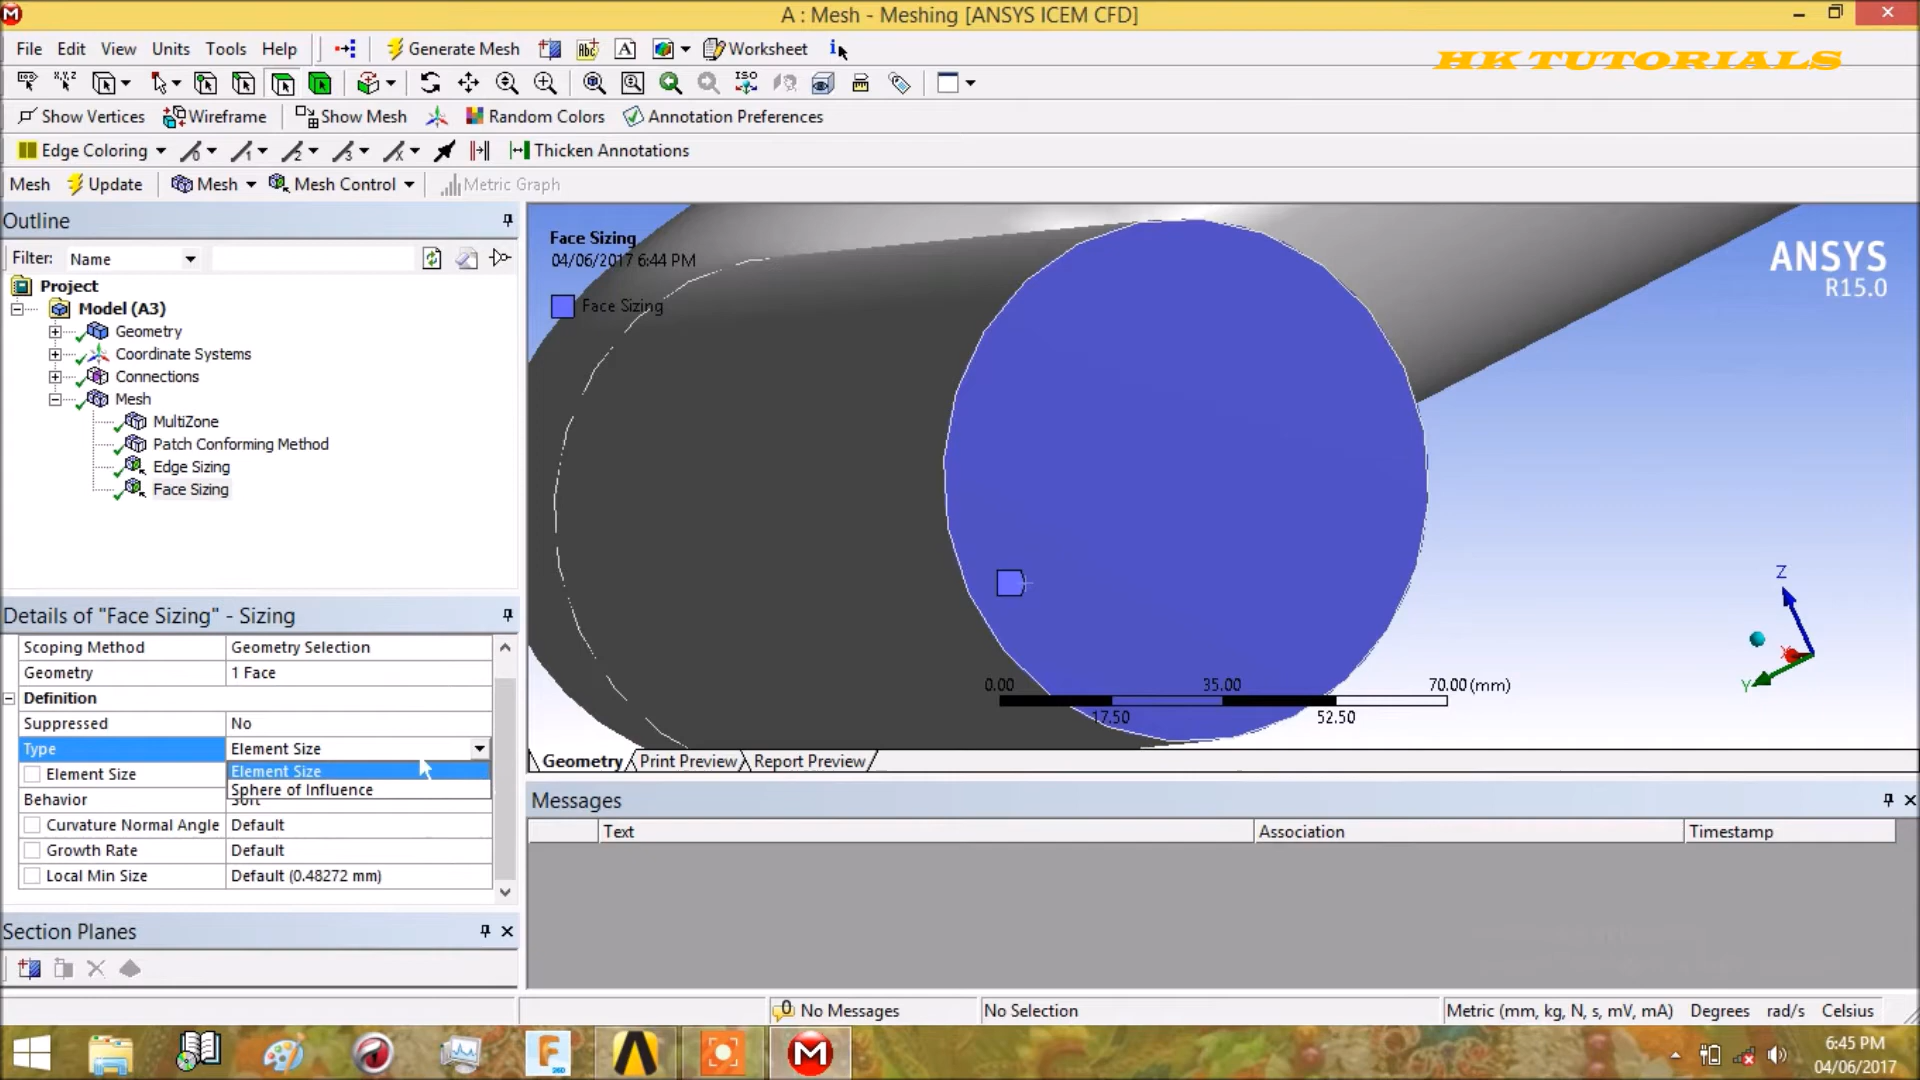 A : Mesh - Meshing [ANSYS ICEM CFD]
File Edit View Units Tools Help Generate Mesh Worksheet
HK TUTORIALS
Show Vertices Wireframe Show Mesh Random Colors Annotation Preferences
Edge Coloring Thicken Annotations
Mesh Update Mesh Mesh Control Metric Graph
Outline
Filter: Name
Project
Model (A3)
Geometry
Coordinate Systems
Connections
Mesh
MultiZone
Patch Conforming Method
Edge Sizing
Face Sizing
Details of "Face Sizing" - Sizing
Scoping Method Geometry Selection
Geometry 1 Face
Definition
Suppressed No
Type Element Size
Element Size
Sphere of Influence
Element Size
Behavior Soft
Curvature Normal Angle Default
Growth Rate Default
Local Min Size Default (0.48272 mm)
Section Planes
Face Sizing
04/06/2017 6:44 PM
Face Sizing
ANSYS
R15.0
Z
X
Y
0.00 35.00 70.00 (mm)
17.50 52.50
Geometry Print Preview Report Preview
Messages
Text Association Timestamp
No Messages No Selection Metric (mm, kg, N, s, mV, mA) Degrees rad/s Celsius
6:45 PM
04/06/2017